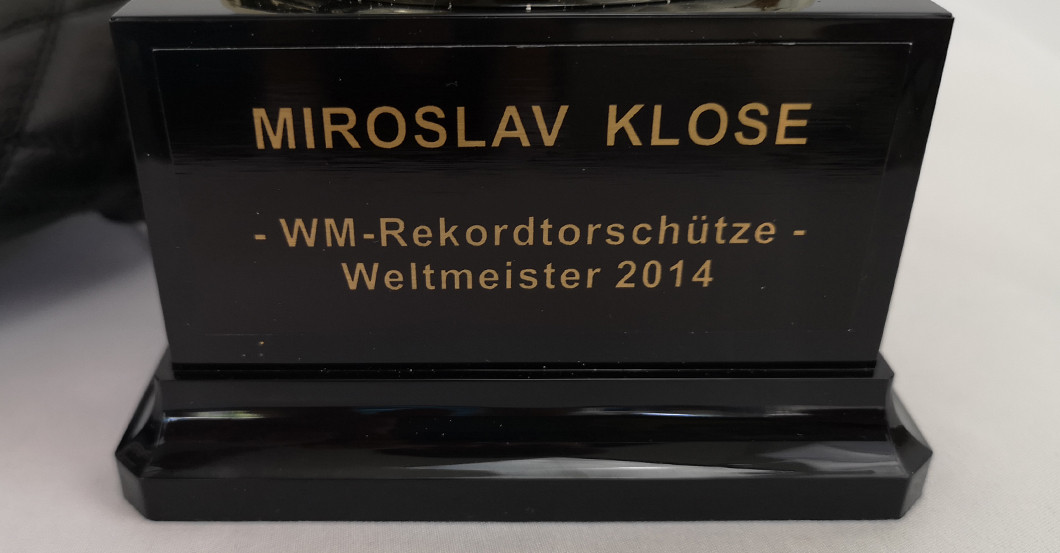 MIROSLAV KLOSE
- WM-Rekordtorschütze -
Weltmeister 2014